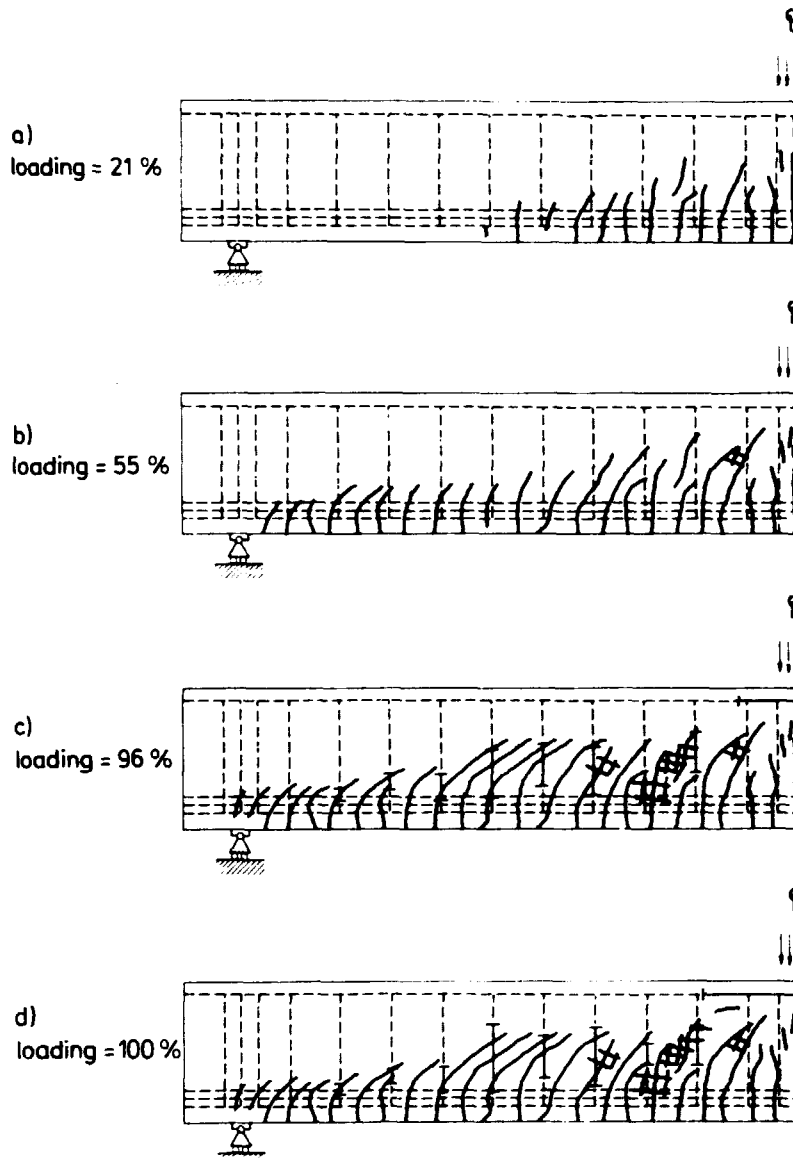 a)
loading = 21 %
b)
loading = 55 %
c)
loading = 96 %
d)
loading = 100 %